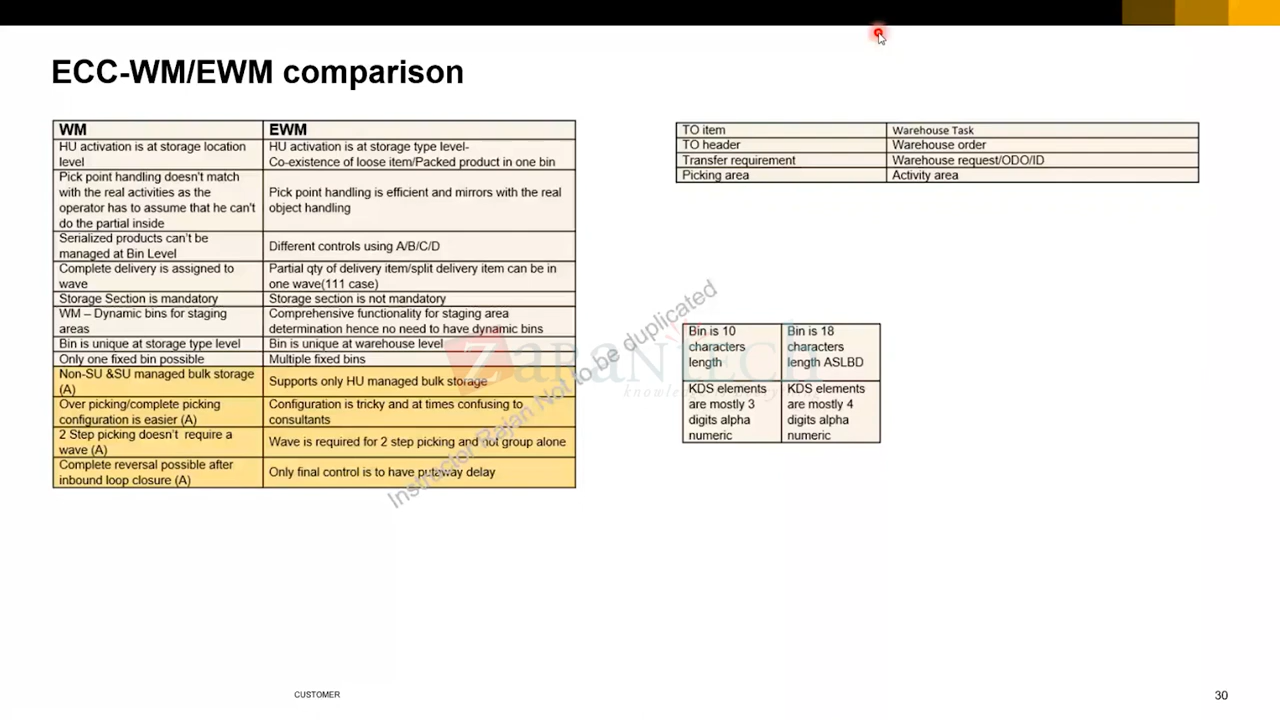 ECC-WM/EWM comparison
WM EWM
HU activation is at storage location
level
HU activation is at storage type level-
Co-existence of loose item/Packed product in one bin
Pick point handling doesn't match
with the real activities as the
operator has to assume that he can't
do the partial inside
Pick point handling is efficient and mirrors with the real
object handling
Serialized products can't be
managed at Bin Level
Different controls using A/B/C/D
Complete delivery is assigned to
wave
Partial qty of delivery item/split delivery item can be in
one wave(111 case)
Storage Section is mandatory
Storage section is not mandatory
WM – Dynamic bins for staging
areas
Comprehensive functionality for staging area
determination hence no need to have dynamic bins
Bin is unique at storage type level
Bin is unique at warehouse level
Only one fixed bin possible
Multiple fixed bins
Non-SU &SU managed bulk storage
(A)
Supports only HU managed bulk storage
Over picking/complete picking
configuration is easier (A)
Configuration is tricky and at times confusing to
consultants
2 Step picking doesn't require a
wave (A)
Wave is required for 2 step picking and not group alone
Complete reversal possible after
inbound loop closure (A)
Only final control is to have putaway delay
TO item Warehouse Task
TO header Warehouse order
Transfer requirement Warehouse request/ODO/ID
Picking area Activity area
Bin is 10
characters
length
Bin is 18
characters
length ASLBD
KDS elements
are mostly 3
digits alpha
numeric
KDS elements
are mostly 4
digits alpha
numeric
ZaranTech
Instructor Rajan Not to be duplicated
CUSTOMER
30